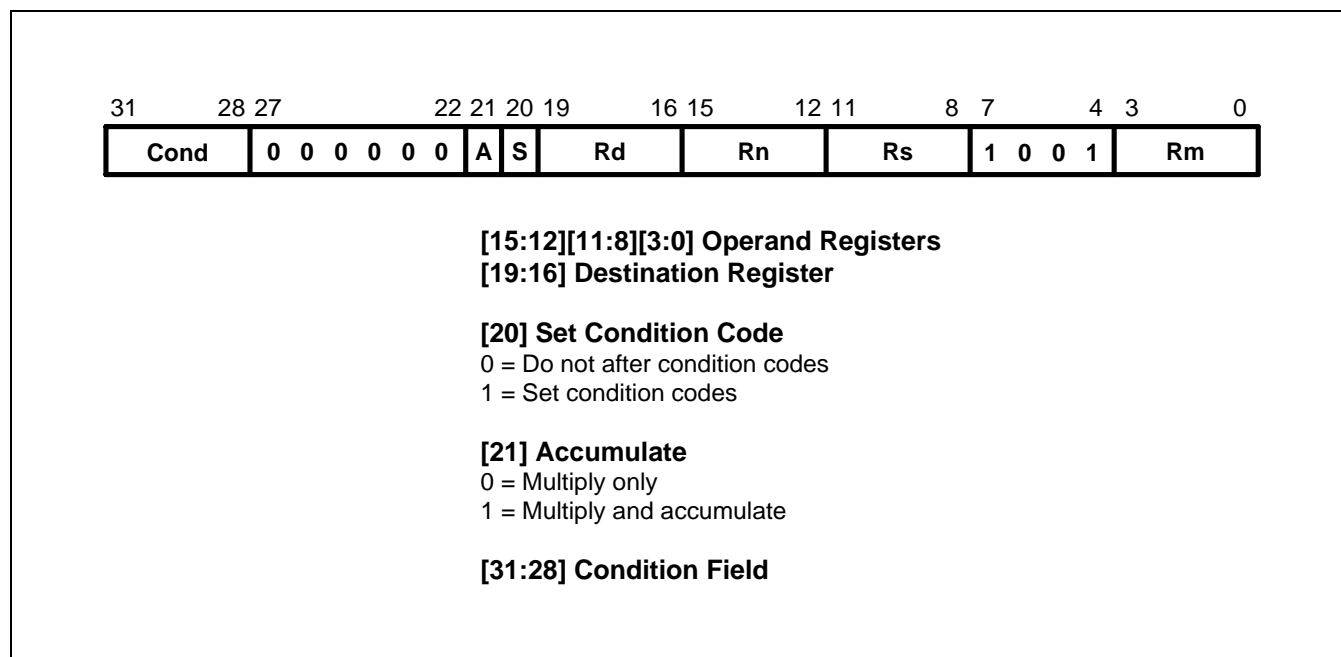 31 28 27 22 21 20 19 16 15 12 11 8 7 4 3 0
Cond 0 0 0 0 0 0 A S Rd Rn Rs 1 0 0 1 Rm
[15:12][11:8][3:0] Operand Registers
[19:16] Destination Register
[20] Set Condition Code
0 = Do not after condition codes
1 = Set condition codes
[21] Accumulate
0 = Multiply only
1 = Multiply and accumulate
[31:28] Condition Field